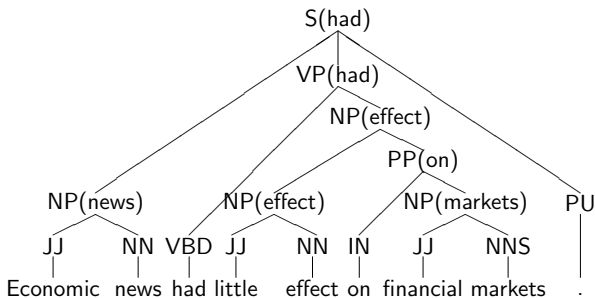 S(had)
VP(had)
NP(effect)
PP(on)
NP(news) NP(effect) NP(markets) PU
JJ NN VBD JJ NN IN JJ NNS
Economic news had little effect on financial markets .